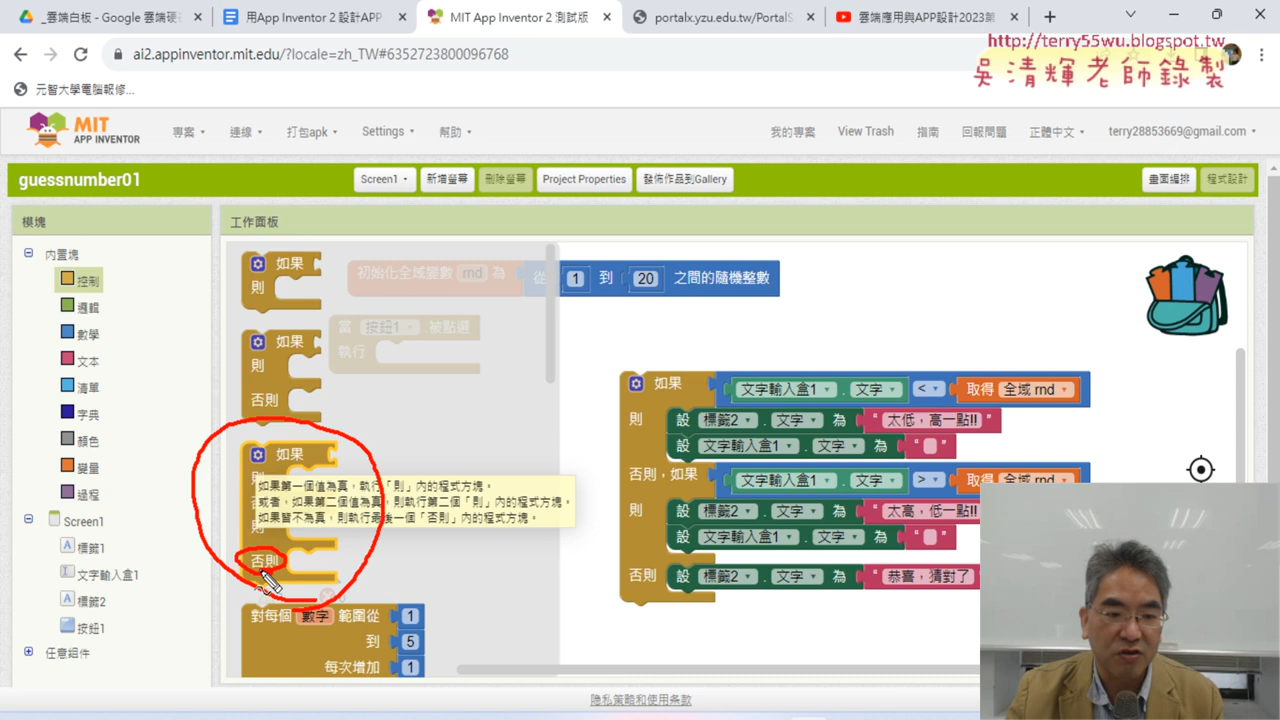 _雲端白板 - Google 雲端硬
用App Inventor 2 設計APP
MIT App Inventor 2 測試版
portalx.yzu.edu.tw/PortalS
雲端應用與APP設計2023第
ai2.appinventor.mit.edu/?locale=zh_TW#6352723800096768
http://terry55wu.blogspot.tw
吳清輝老師錄製
元智大學電腦報修...
MIT
APP INVENTOR
專案
連線
打包apk
Settings
幫助
我的專案
View Trash
指南
回報問題
正體中文
terry28853669@gmail.com
guessnumber01
Screen1
新增螢幕
刪除螢幕
Project Properties
發佈作品到Gallery
畫面編排
程式設計
模塊
工作面板
內置塊
控制
邏輯
數學
文本
清單
字典
顏色
變量
過程
Screen1
標籤1
文字輸入盒1
標籤2
按鈕1
任意組件
如果
則
如果
則
否則
如果
則
如果第一個值為真，執行「則」內的程式方塊。
或者，如果第二個值為真，則執行第二個「則」內的程式方塊。
如果皆不為真，則執行最後一個「否則」內的程式方塊。
則
否則
對每個 數字 範圍從 1
到 5
每次增加 1
初始化全域變數 rnd 為 從 1 到 20 之間的隨機整數
當 按鈕1 .被點選
執行
如果 文字輸入盒1 . 文字 < 取得 全域 rnd
則 設 標籤2 . 文字 為 “ 太低，高一點!! ”
設 文字輸入盒1 . 文字 為 “ ”
否則，如果 文字輸入盒1 . 文字 > 取得 全域 rnd
則 設 標籤2 . 文字 為 “ 太高，低一點!!
設 文字輸入盒1 . 文字 為 “ ”
否則 設 標籤2 . 文字 為 “ 恭喜，猜對了
隐私策略和使用条款